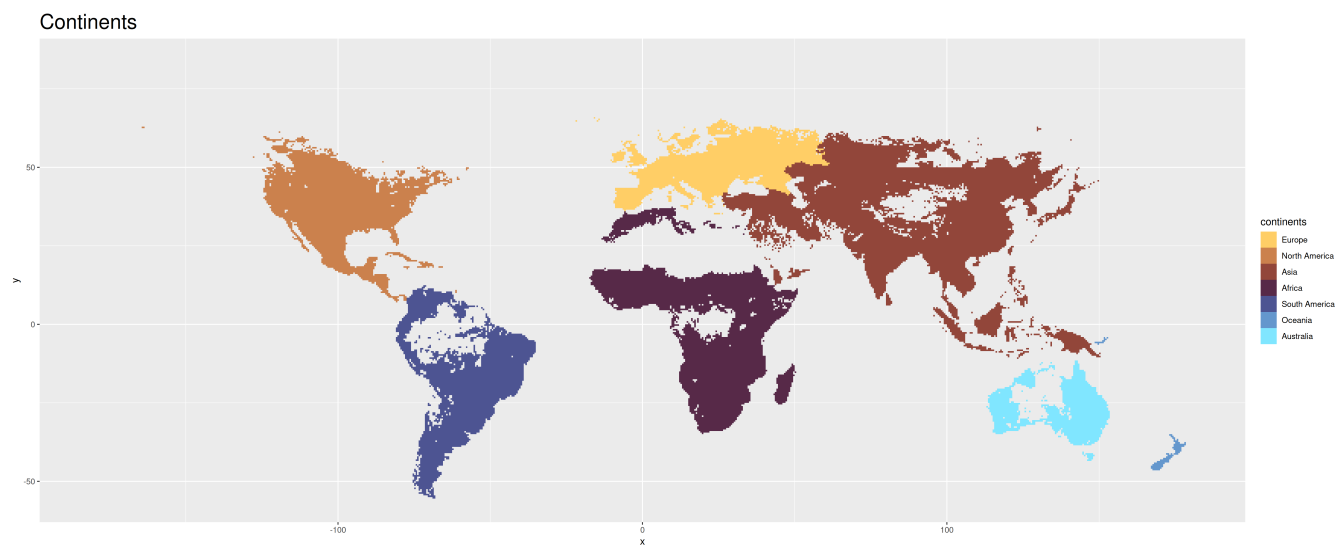 Continents
y
50
0
-50
-100
0
100
x
continents
Europe
North America
Asia
Africa
South America
Oceania
Australia